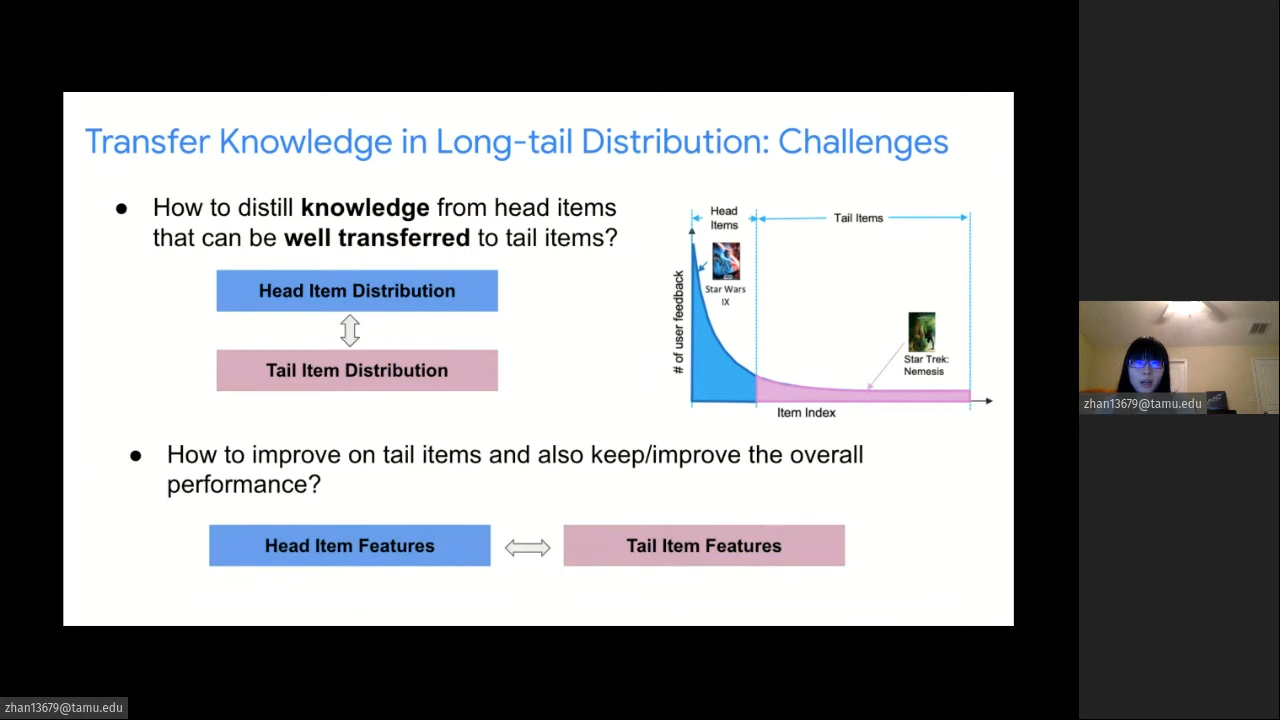 Transfer Knowledge in Long-tail Distribution: Challenges
● How to distill knowledge from head items
that can be well transferred to tail items?
Head Item Distribution
Tail Item Distribution
Head
Items
Tail Items
Star Wars
IX
# of user feedback
Star Trek:
Nemesis
Item Index
● How to improve on tail items and also keep/improve the overall
performance?
Head Item Features
Tail Item Features
zhan13679@tamu.edu
zhan13679@tamu.edu